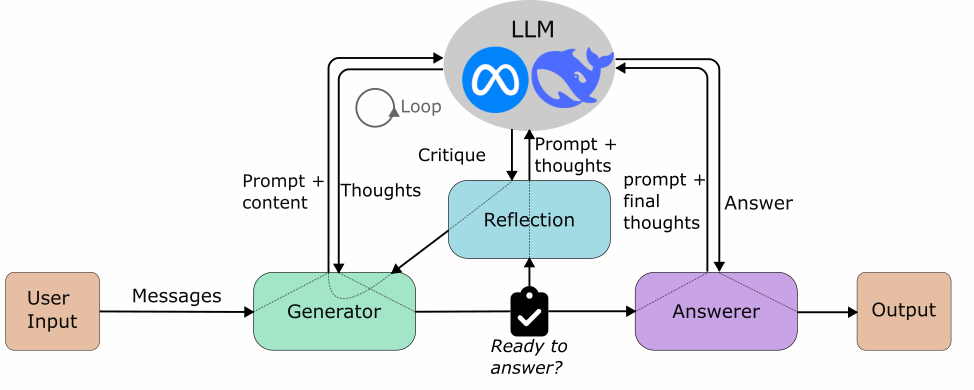 LLM
Loop
Critique
Prompt +
thoughts
Prompt +
content
Thoughts
prompt +
final
thoughts
Answer
Reflection
User
Input
Messages
Generator
Ready to
answer?
Answerer
Output